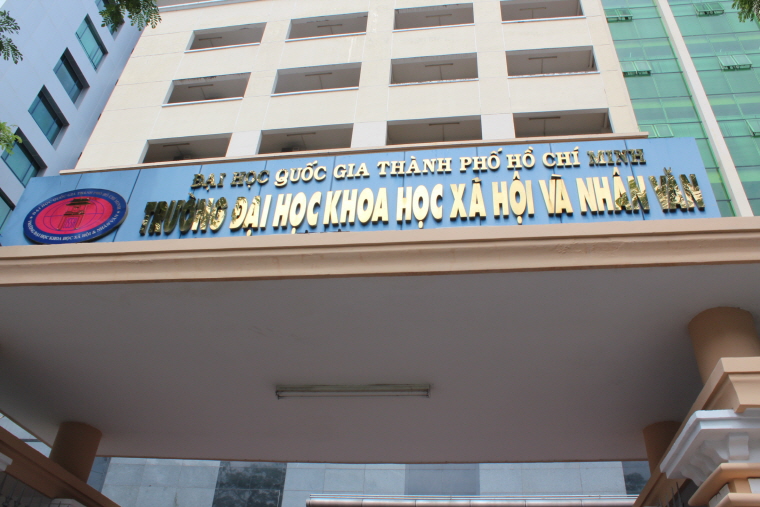 ĐẠI HỌC QUỐC GIA THÀNH PHỐ HỒ CHÍ MINH
TRƯỜNG ĐẠI HỌC KHOA HỌC XÃ HỘI VÀ NHÂN VĂN